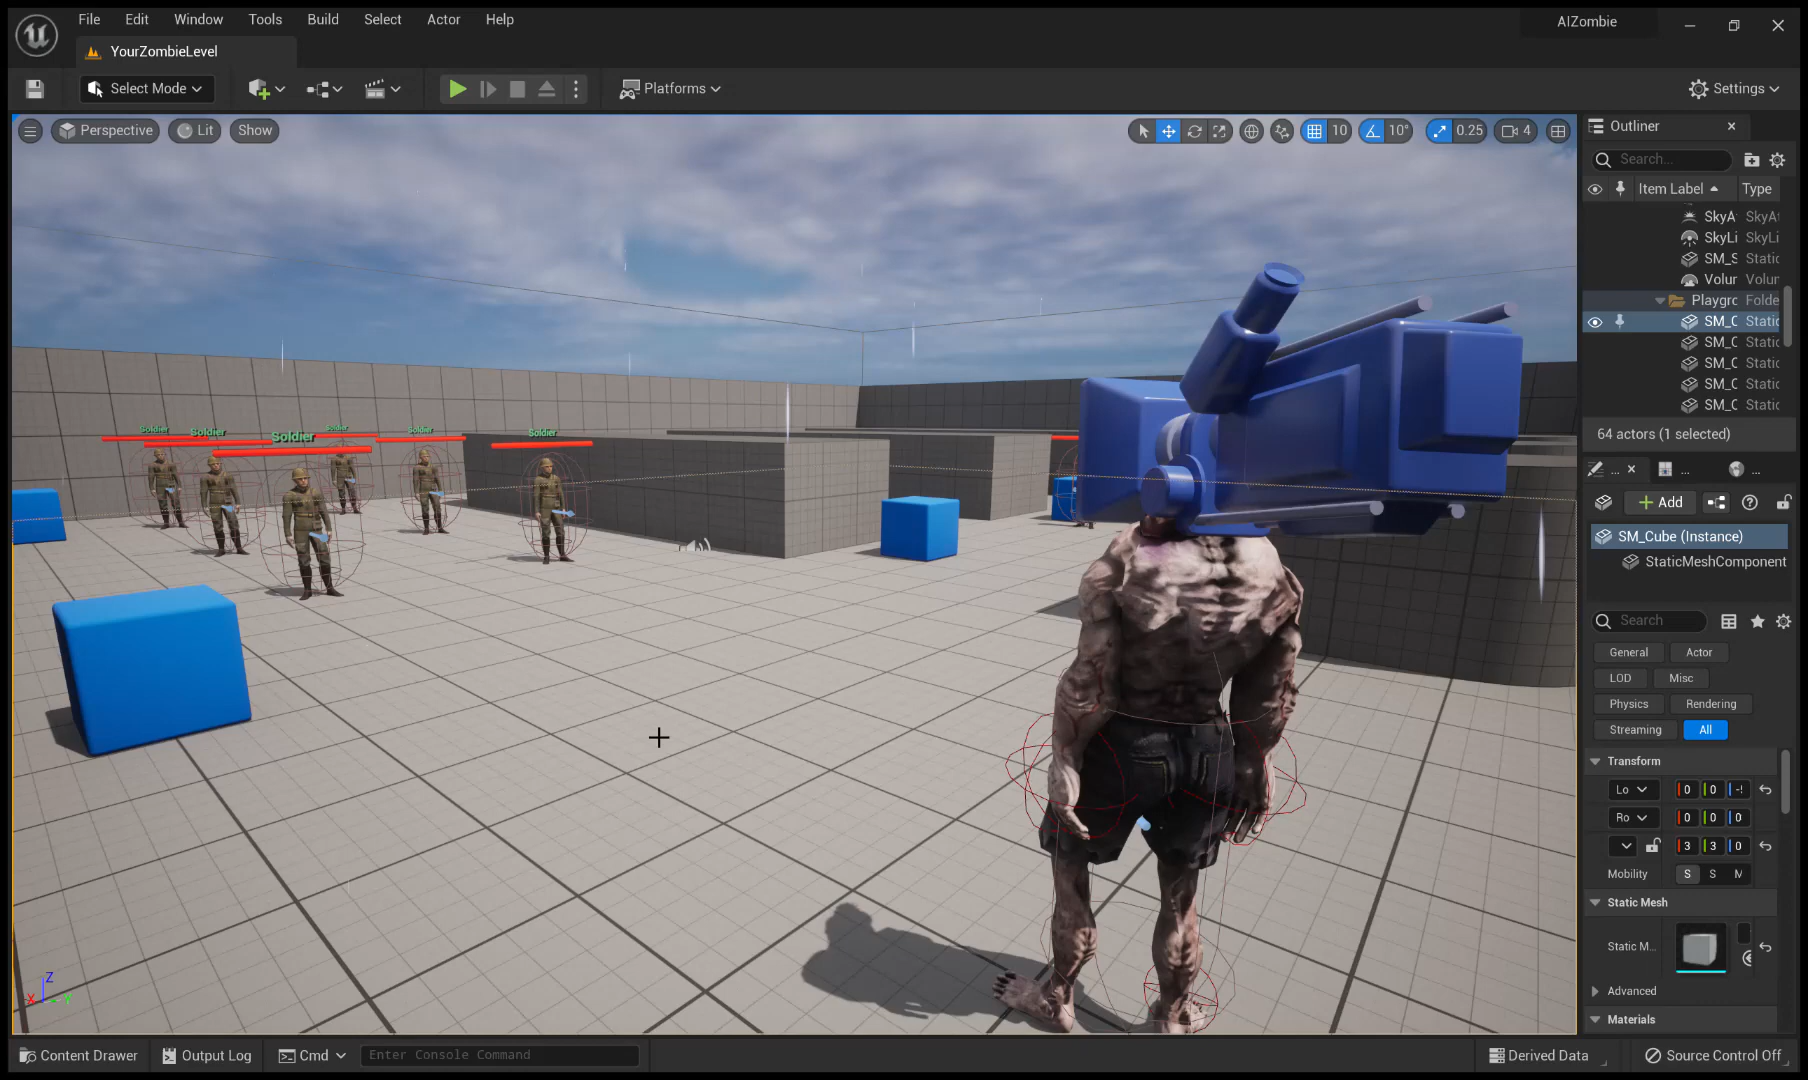 File Edit Window Tools Build Select Actor Help
AIZombie
YourZombieLevel
Select Mode
Platforms
Settings
Perspective Lit Show
10 10° 0.25 4
Outliner
Search...
Item Label Type
SkyA SkyAt
SkyLi SkyLi
SM_S Static
Volur Volur
Playgrc Folde
SM_C Static
SM_C Static
SM_C Static
SM_C Static
SM_C Static
64 actors (1 selected)
... ... ...
Add
SM_Cube (Instance)
StaticMeshComponent
Search
General Actor
LOD Misc
Physics Rendering
Streaming All
Transform
Lo 0 0
Ro 0 0 0
3 3 0
Mobility S S M
Static Mesh
Static M...
Advanced
Materials
Soldier Soldier Soldier Soldier Soldier Soldier
Z
X Y
Content Drawer Output Log Cmd Enter Console Command
Derived Data Source Control Off